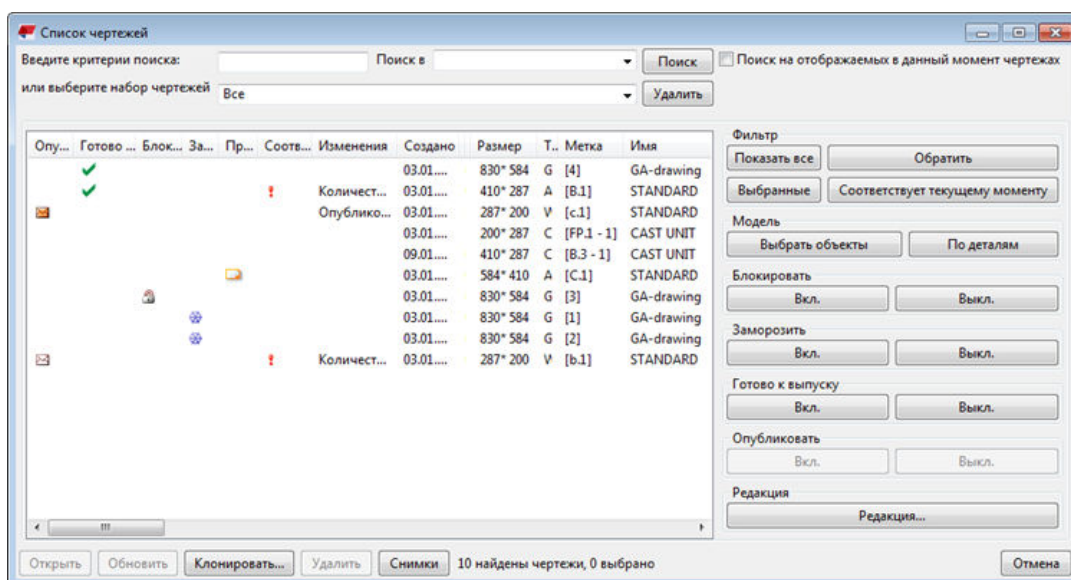 Список чертежей
Введите критерии поиска: Поиск в Поиск Поиск на отображаемых в данный момент чертежах
или выберите набор чертежей Все Удалить
Опу... Готово ... Блок... За... Пр... Соотв... Изменения Создано Размер Т.. Метка Имя
03.01.... 830* 584 G [4] GA-drawing
Количест... 03.01.... 410* 287 A [B.1] STANDARD
Опублико... 03.01.... 287* 200 W [c.1] STANDARD
03.01.... 200* 287 C [FP.1 - 1] CAST UNIT
09.01.... 410* 287 C [B.3 - 1] CAST UNIT
03.01.... 584* 410 A [C.1] STANDARD
03.01.... 830* 584 G [3] GA-drawing
03.01.... 830* 584 G [1] GA-drawing
03.01.... 830* 584 G [2] GA-drawing
Количест... 03.01.... 287* 200 W [b.1] STANDARD
Фильтр
Показать все Обратить
Выбранные Соответствует текущему моменту
Модель
Выбрать объекты По деталям
Блокировать
Вкл. Выкл.
Заморозить
Вкл. Выкл.
Готово к выпуску
Вкл. Выкл.
Опубликовать
Вкл. Выкл.
Редакция
Редакция...
Открыть Обновить Клонировать... Удалить Снимки 10 найдены чертежи, 0 выбрано Отмена